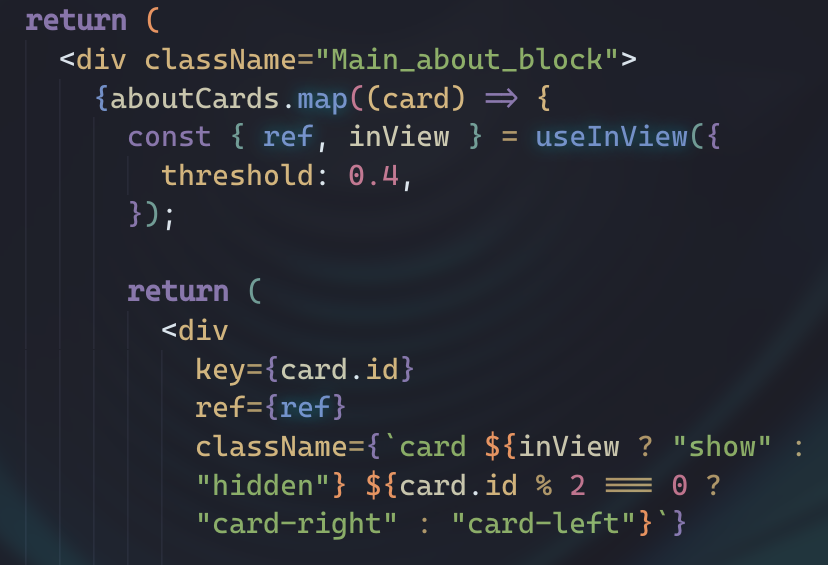 return (
<div className="Main_about_block">
{aboutCards.map((card) => {
const { ref, inView } = useInView({
threshold: 0.4,
});
return (
<div
key={card.id}
ref={ref}
className={`card ${inView ? "show" :
"hidden"} ${card.id % 2 === 0 ?
"card-right" : "card-left"}`}